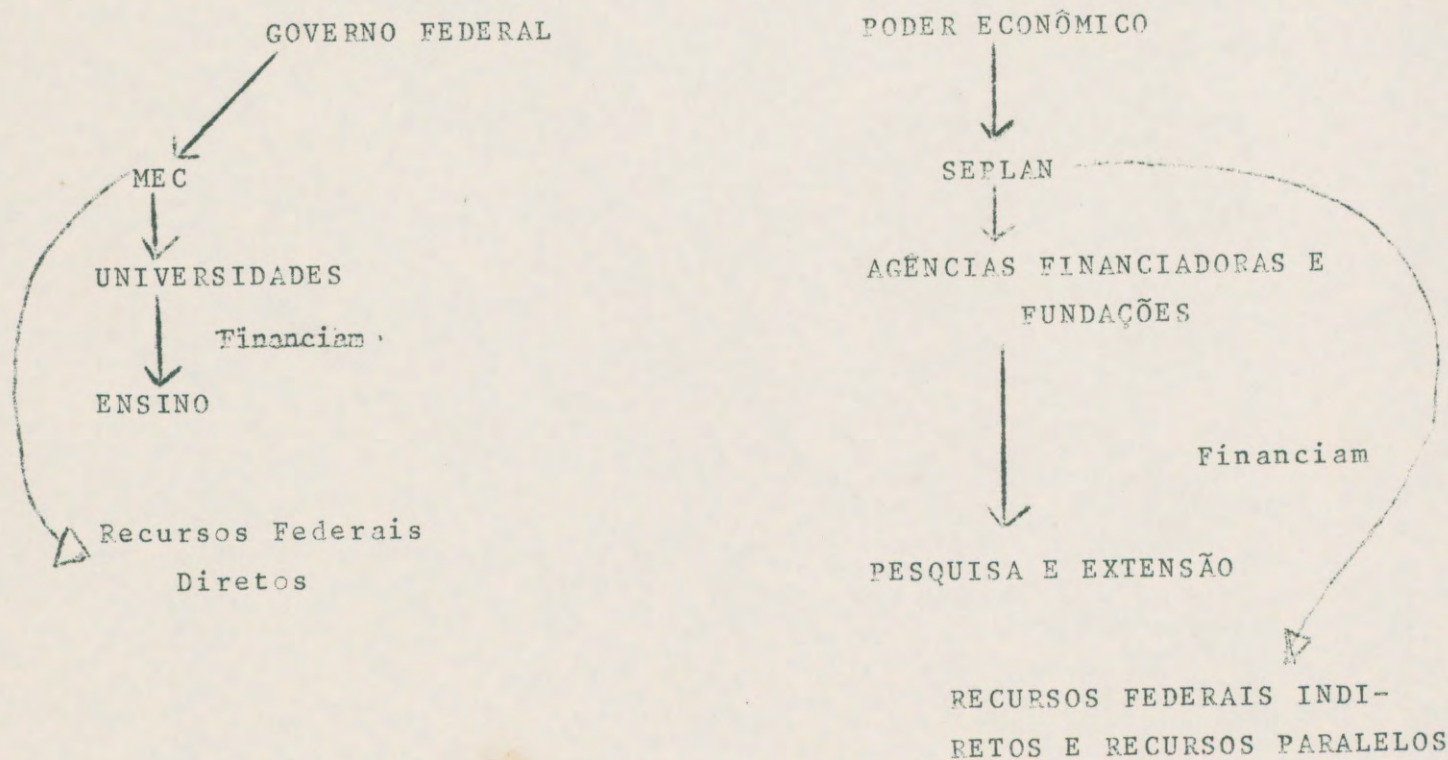 GOVERNO FEDERAL
MEC
UNIVERSIDADES
Financiam
ENSINO
Recursos Federais
Diretos
PODER ECONÔMICO
SEPLAN
AGÊNCIAS FINANCIADORAS E
FUNDAÇÕES
Financiam
PESQUISA E EXTENSÃO
RECURSOS FEDERAIS INDI-
RETOS E RECURSOS PARALELOS